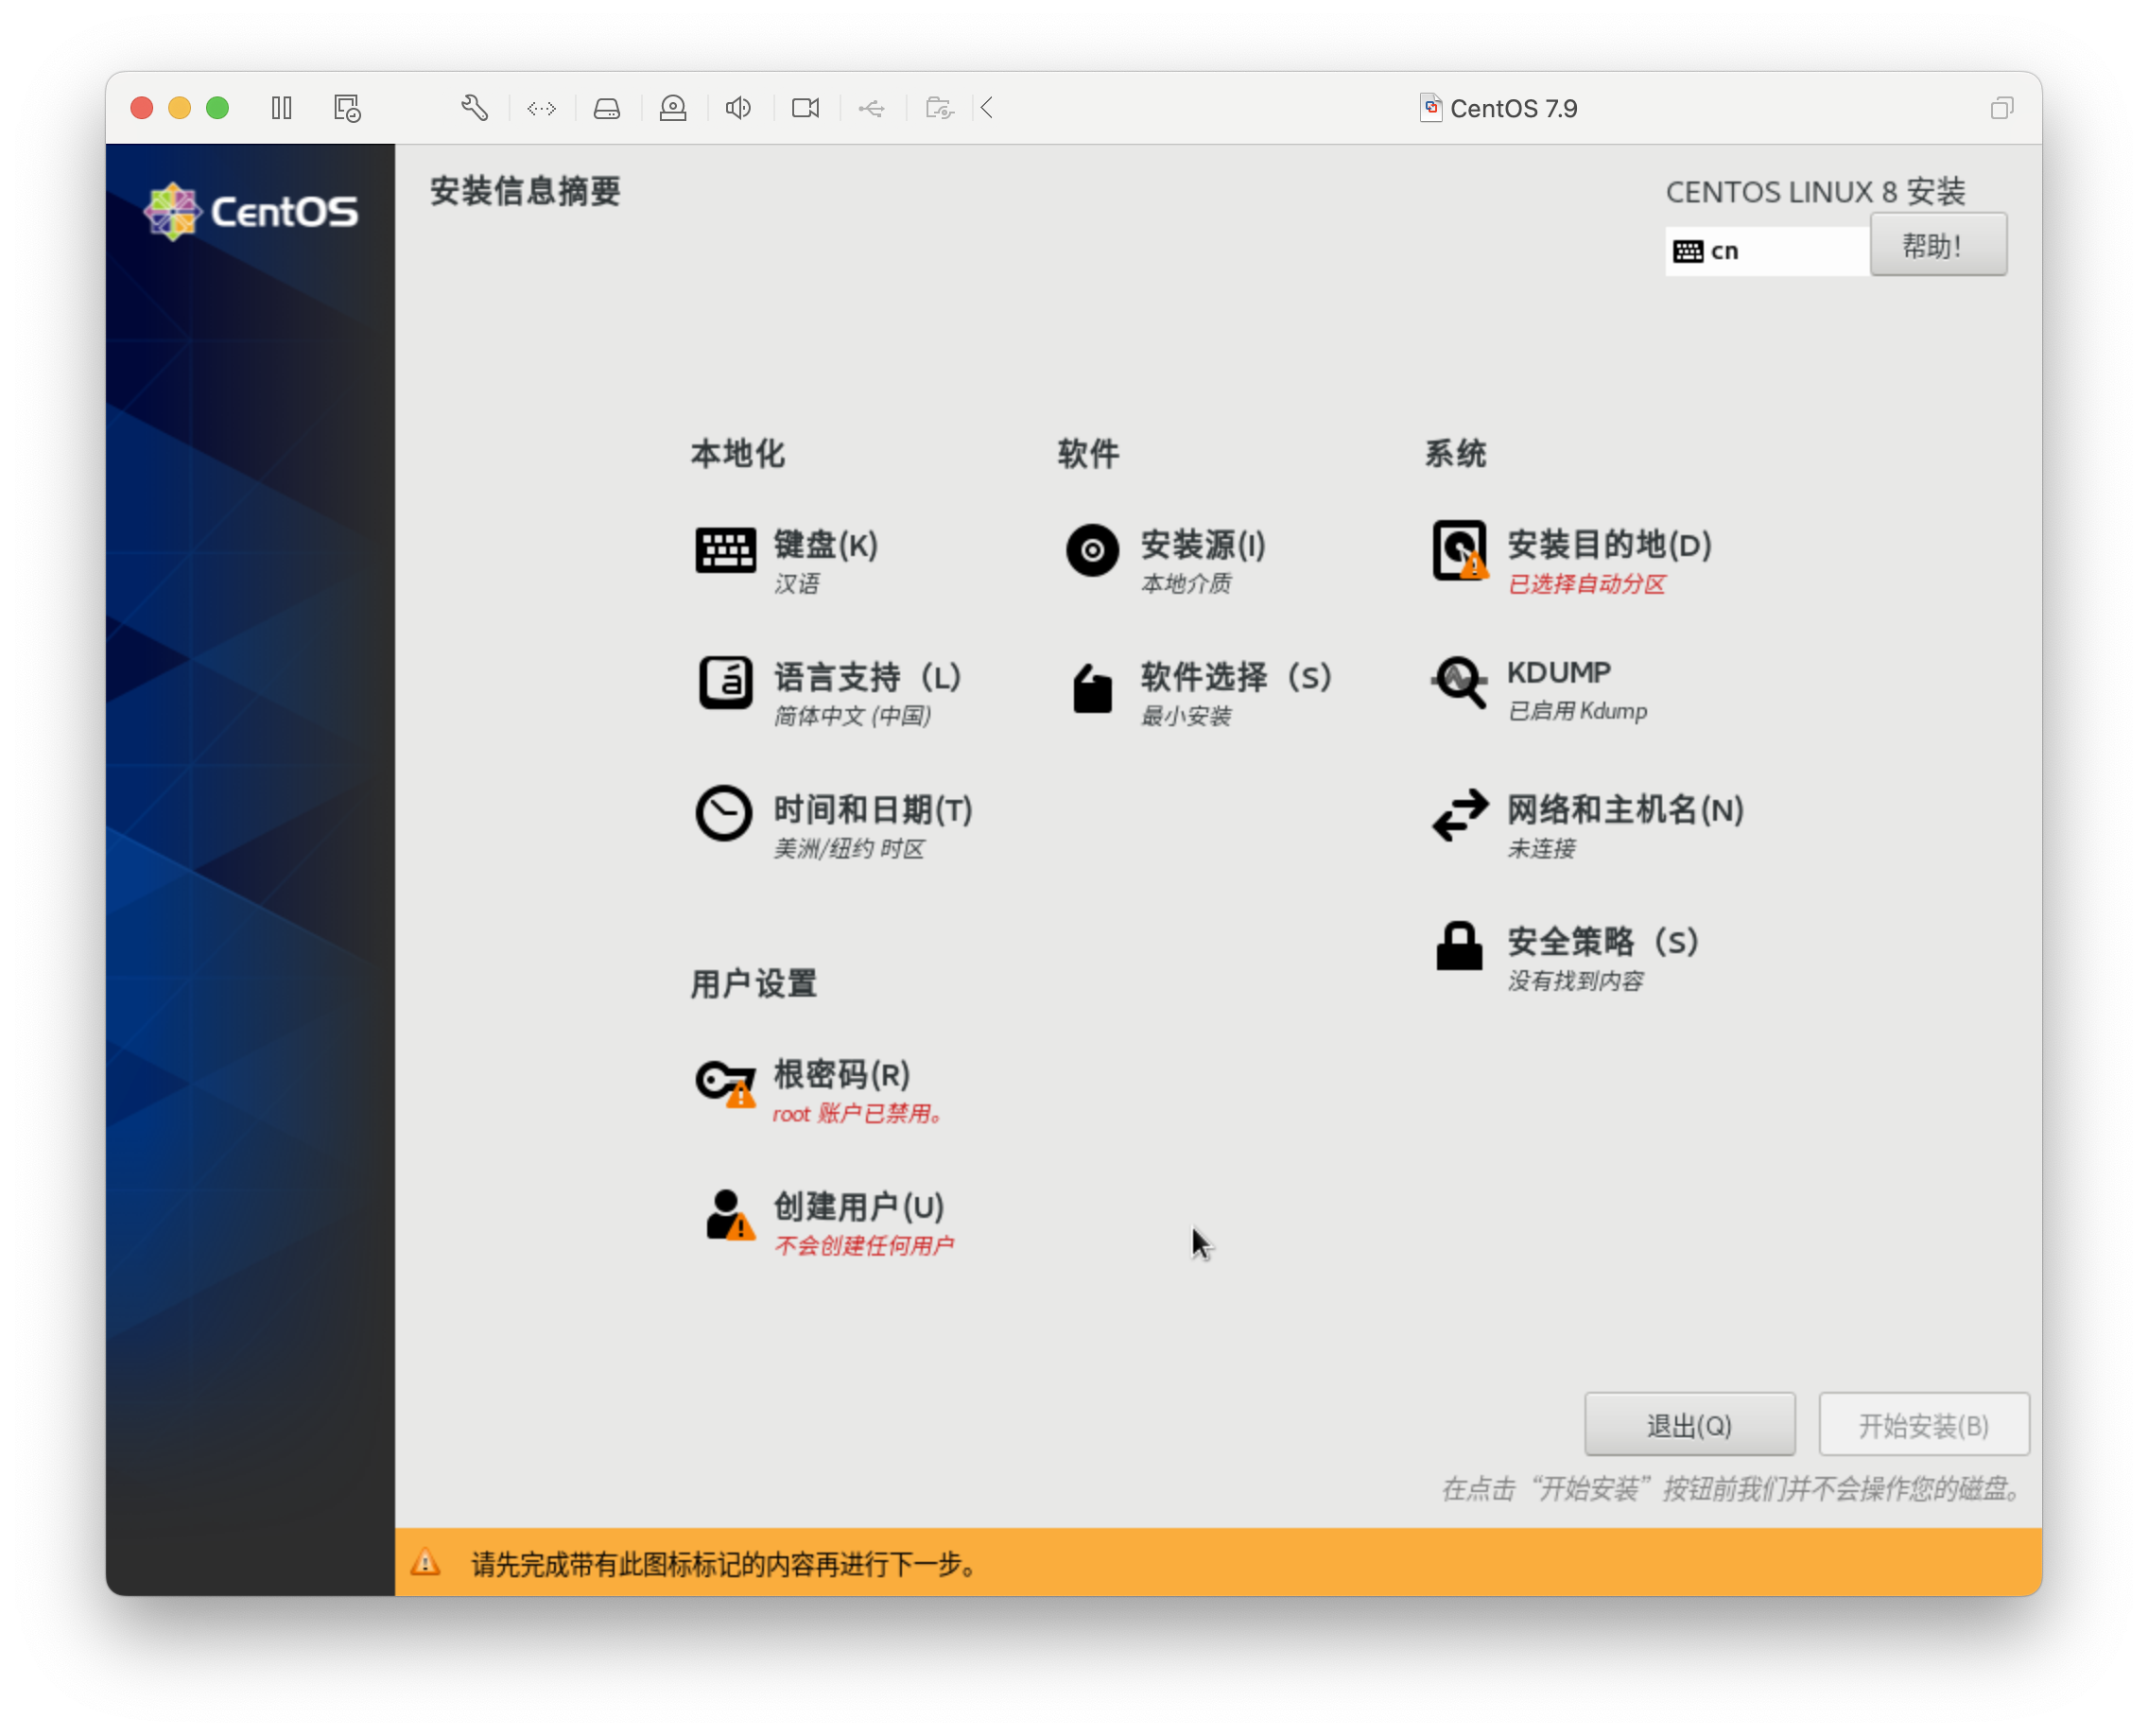 CentOS 7.9
CentOS
安装信息摘要
CENTOS LINUX 8 安装
cn
帮助！
本地化
软件
系统
键盘(K)
汉语
安装源(I)
本地介质
安装目的地(D)
已选择自动分区
语言支持（L）
简体中文 (中国)
软件选择（S）
最小安装
KDUMP
已启用 Kdump
时间和日期(T)
美洲/纽约 时区
网络和主机名(N)
未连接
安全策略（S）
没有找到内容
用户设置
根密码(R)
root 账户已禁用。
创建用户(U)
不会创建任何用户
退出(Q)
开始安装(B)
在点击“开始安装”按钮前我们并不会操作您的磁盘。
请先完成带有此图标标记的内容再进行下一步。